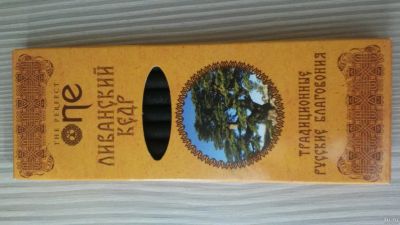 THE PERFECT
One
ЛИВАНСКИЙ
КЕДР
ТРАДИЦИОННЫЕ
РУССКИЕ БЛАГОВОНИЯ